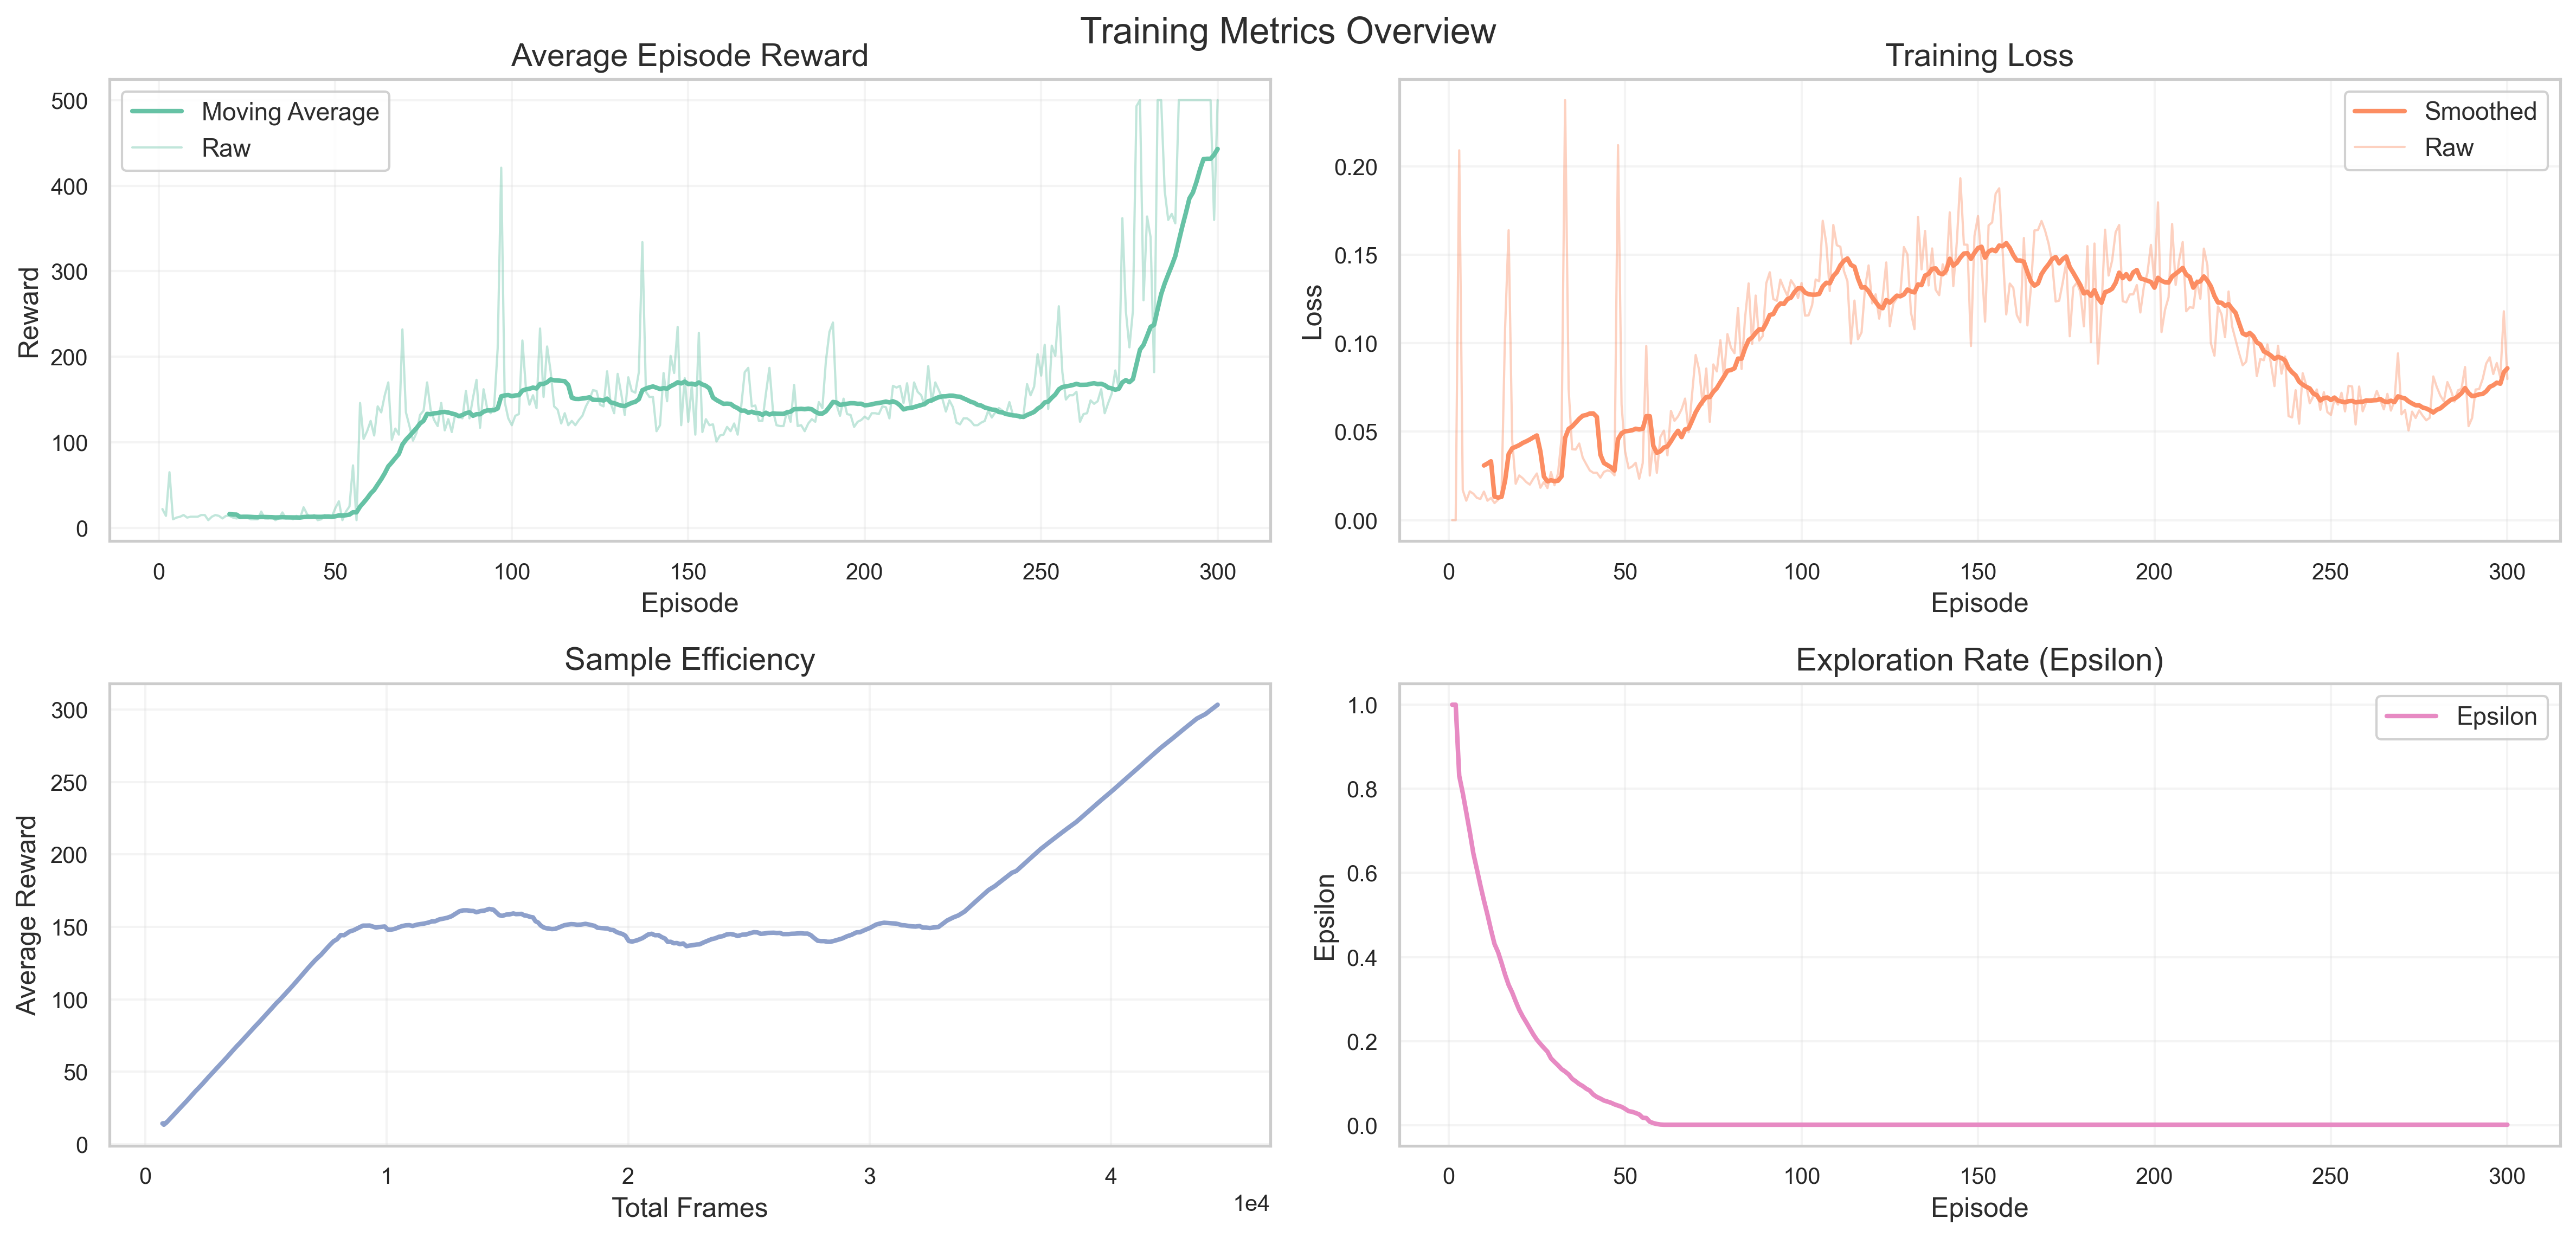 Training Metrics Overview
Average Episode Reward
Moving Average
Raw
Reward
500
400
300
200
100
0
0 50 100 150 200 250 300
Episode
Training Loss
Smoothed
Raw
Loss
0.20
0.15
0.10
0.05
0.00
0 50 100 150 200 250 300
Episode
Sample Efficiency
Average Reward
300
250
200
150
100
50
0
0 1 2 3 4
1e4
Total Frames
Exploration Rate (Epsilon)
Epsilon
Epsilon
1.0
0.8
0.6
0.4
0.2
0.0
0 50 100 150 200 250 300
Episode